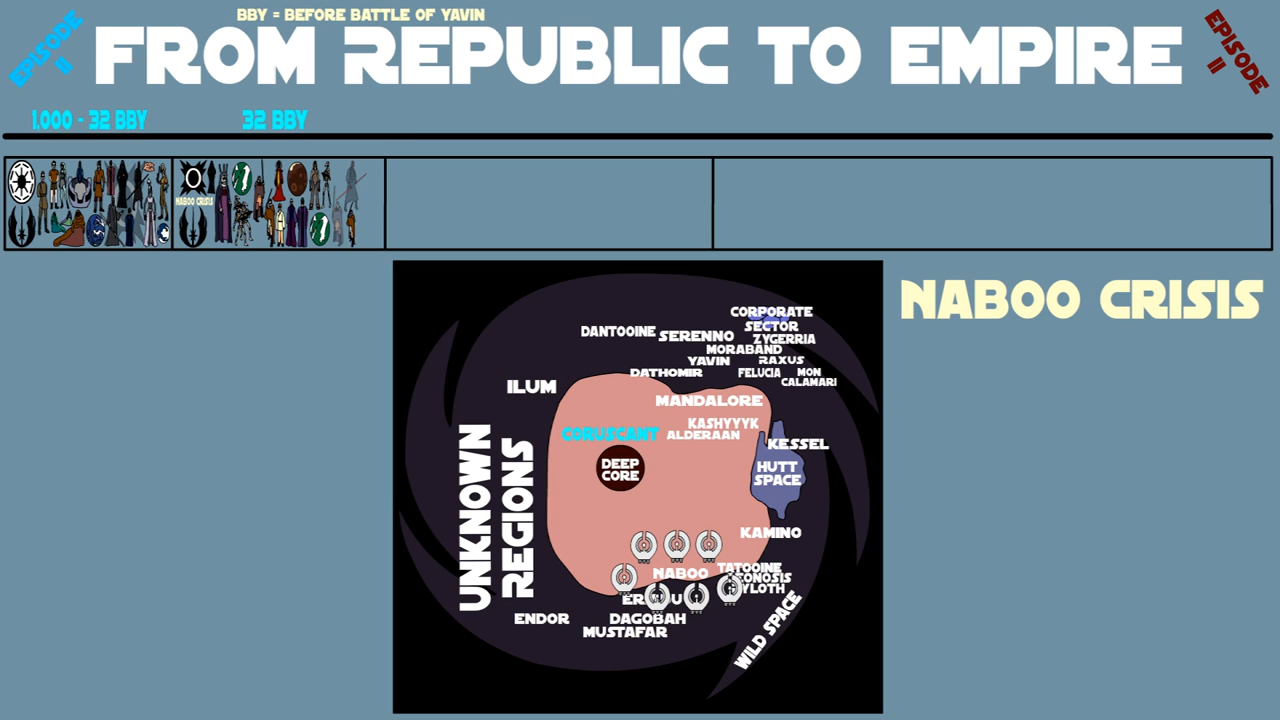 BBY = BEFORE BATTLE OF YAVIN
EPISODE
II
FROM REPUBLIC TO EMPIRE
EPISODE
II
1,000 - 32 BBY
32 BBY
NABOO CRISIS
NABOO CRISIS
CORPORATE
SECTOR
DANTOOINE
SERENNO
ZYGERRIA
MORABAND
YAVIN
RAXUS
DATHOMIR
FELUCIA
MON
CALAMARI
ILUM
MANDALORE
KASHYYYK
CORUSCANT
ALDERAAN
KESSEL
DEEP
CORE
HUTT
SPACE
UNKNOWN
REGIONS
KAMINO
NABOO
TATOOINE
ENDOR
DAGOBAH
MUSTAFAR
WILD SPACE